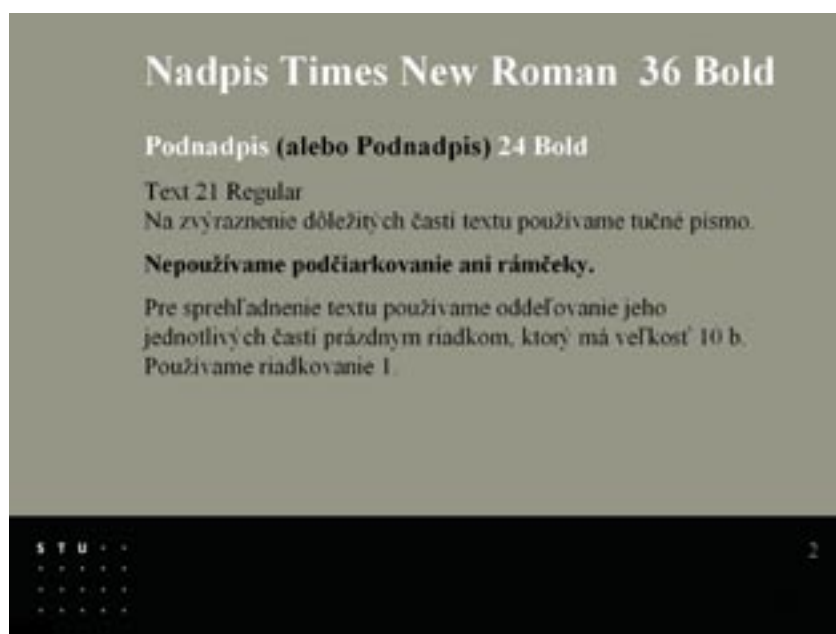 Nadpis Times New Roman 36 Bold
Podnadpis (alebo Podnadpis) 24 Bold
Text 21 Regular
Na zvýraznenie dôležitých častí textu používame tučné písmo.
Nepoužívame podčiarkovanie ani rámčeky.
Pre sprehľadnenie textu používame oddeľovanie jeho
jednotlivých častí prázdnym riadkom, ktorý má veľkosť 10 b.
Používame riadkovanie 1.
S T U
2